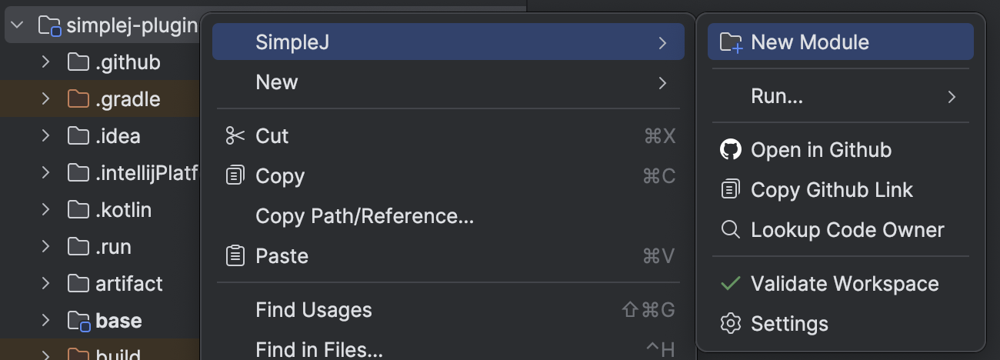 simplej-plugin
.github
.gradle
.idea
.intellijPlatf
.kotlin
.run
artifact
base
build
SimpleJ
New
Cut ⌘X
Copy ⌘C
Copy Path/Reference...
Paste ⌘V
Find Usages ⇧⌘G
Find in Files... ^H
New Module
Run...
Open in Github
Copy Github Link
Lookup Code Owner
Validate Workspace
Settings